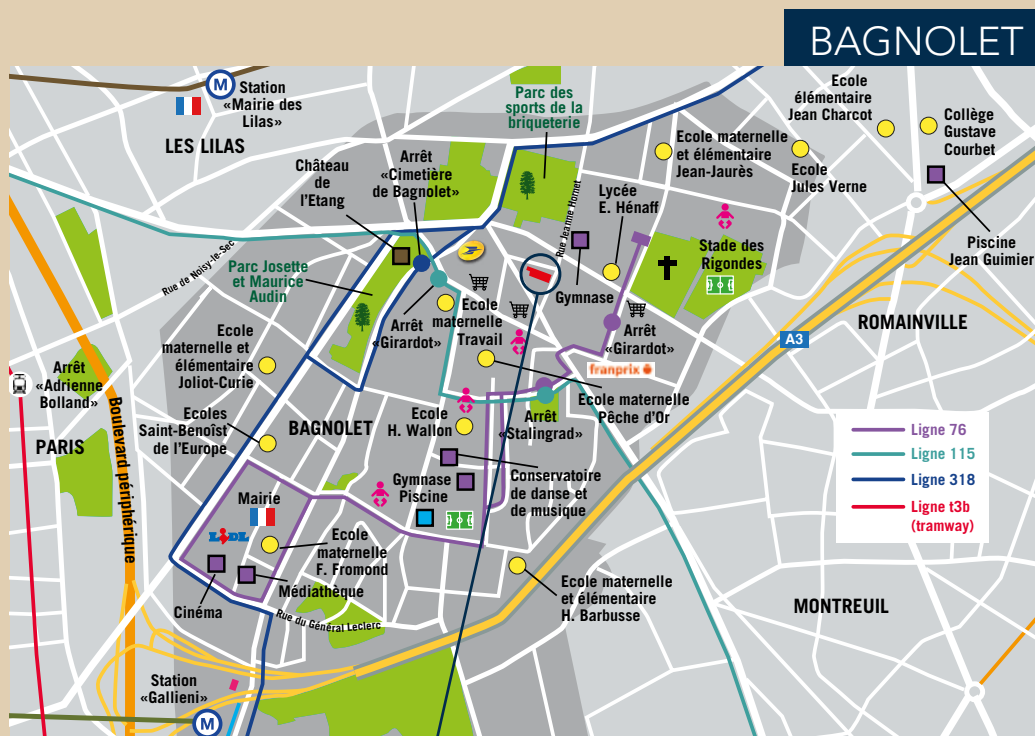 BAGNOLET
M
Station
«Mairie des
Lilas»
LES LILAS
Parc des
sports de la
briqueterie
Ecole
élémentaire
Jean Charcot
Collège
Gustave
Courbet
Ecole maternelle
et élémentaire
Jean-Jaurès
Ecole
Jules Verne
Château
de
l'Etang
Arrêt
«Cimetière
de Bagnolet»
Lycée
E. Hénaff
Rue Jeanne Hornet
Piscine
Jean Guimier
Stade des
Rigondes
Rue de Noisy-le-Sec
Parc Josette
et Maurice
Audin
Gymnase
Arrêt
«Girardot»
Ecole
maternelle
Travail
Arrêt
«Girardot»
A3
ROMAINVILLE
Ecole
maternelle et
élémentaire
Joliot-Curie
franprix
Arrêt
«Adrienne
Bolland»
Boulevard périphérique
Ecole maternelle
Pêche d'Or
Ecoles
Saint-Benoîst
de l'Europe
BAGNOLET
Ecole
H. Wallon
Arrêt
«Stalingrad»
PARIS
Ligne 76
Ligne 115
Ligne 318
Ligne t3b
(tramway)
Gymnase
Piscine
Conservatoire
de danse et
de musique
Mairie
LIDL
Ecole
maternelle
F. Fromond
Médiathèque
Cinéma
Ecole maternelle
et élémentaire
H. Barbusse
MONTREUIL
Rue du Général Leclerc
Station
«Gallieni»
M